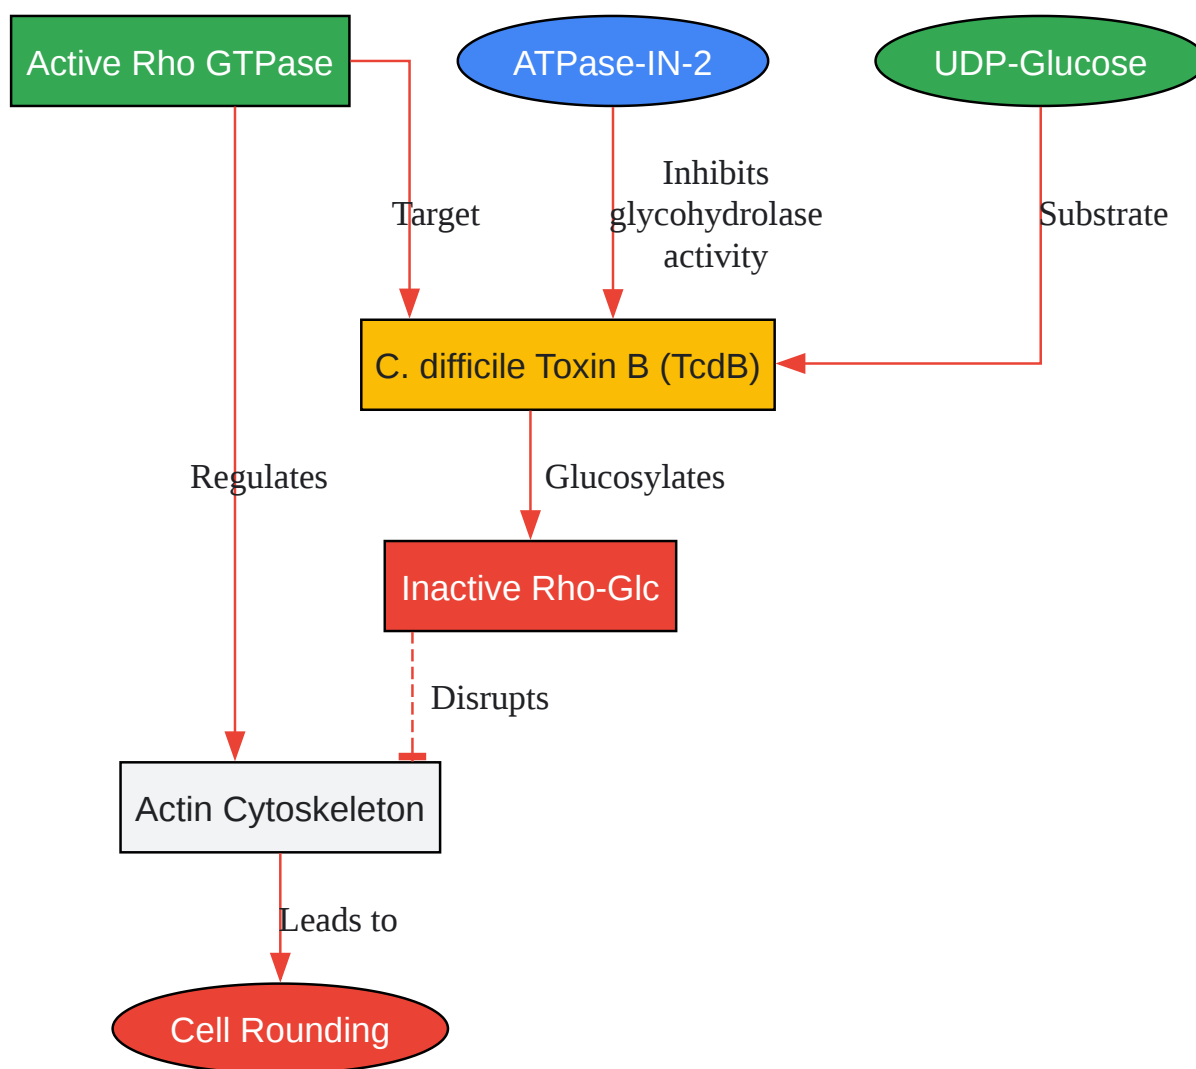 Active Rho GTPase
ATPase-IN-2
UDP-Glucose
Target
Inhibits
glycohydrolase
activity
Substrate
C. difficile Toxin B (TcdB)
Regulates
Glucosylates
Inactive Rho-Glc
Disrupts
Actin Cytoskeleton
Leads to
Cell Rounding